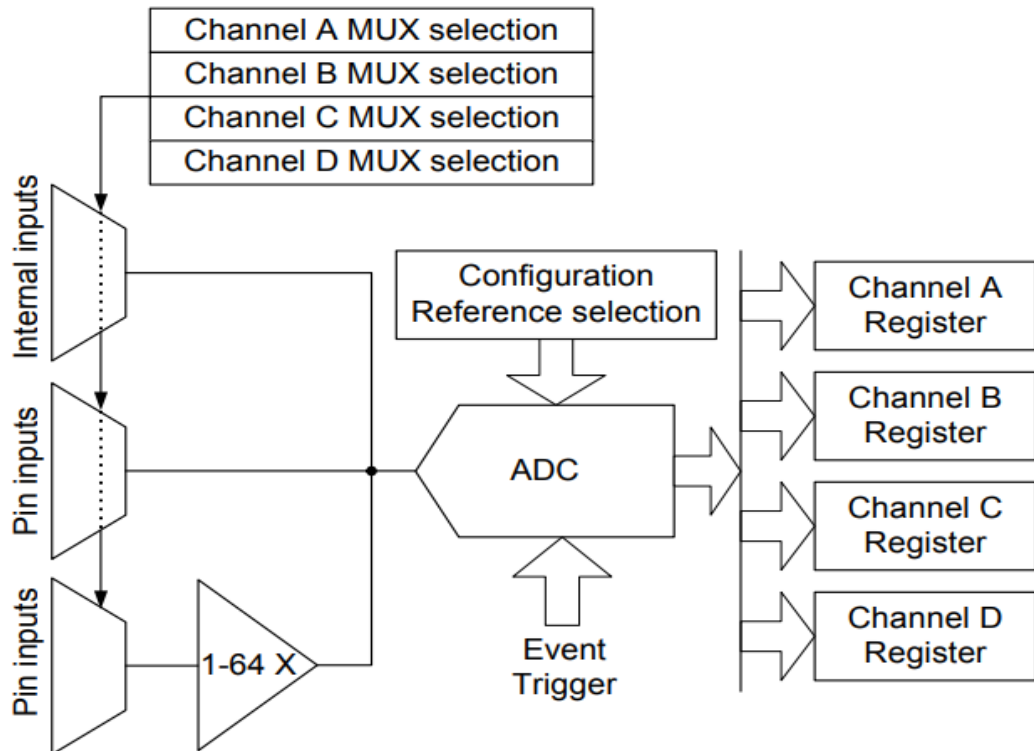 Channel A MUX selection
Channel B MUX selection
Channel C MUX selection
Channel D MUX selection
Internal inputs
Pin inputs
Pin inputs
1-64 X
Configuration
Reference selection
ADC
Event
Trigger
Channel A
Register
Channel B
Register
Channel C
Register
Channel D
Register